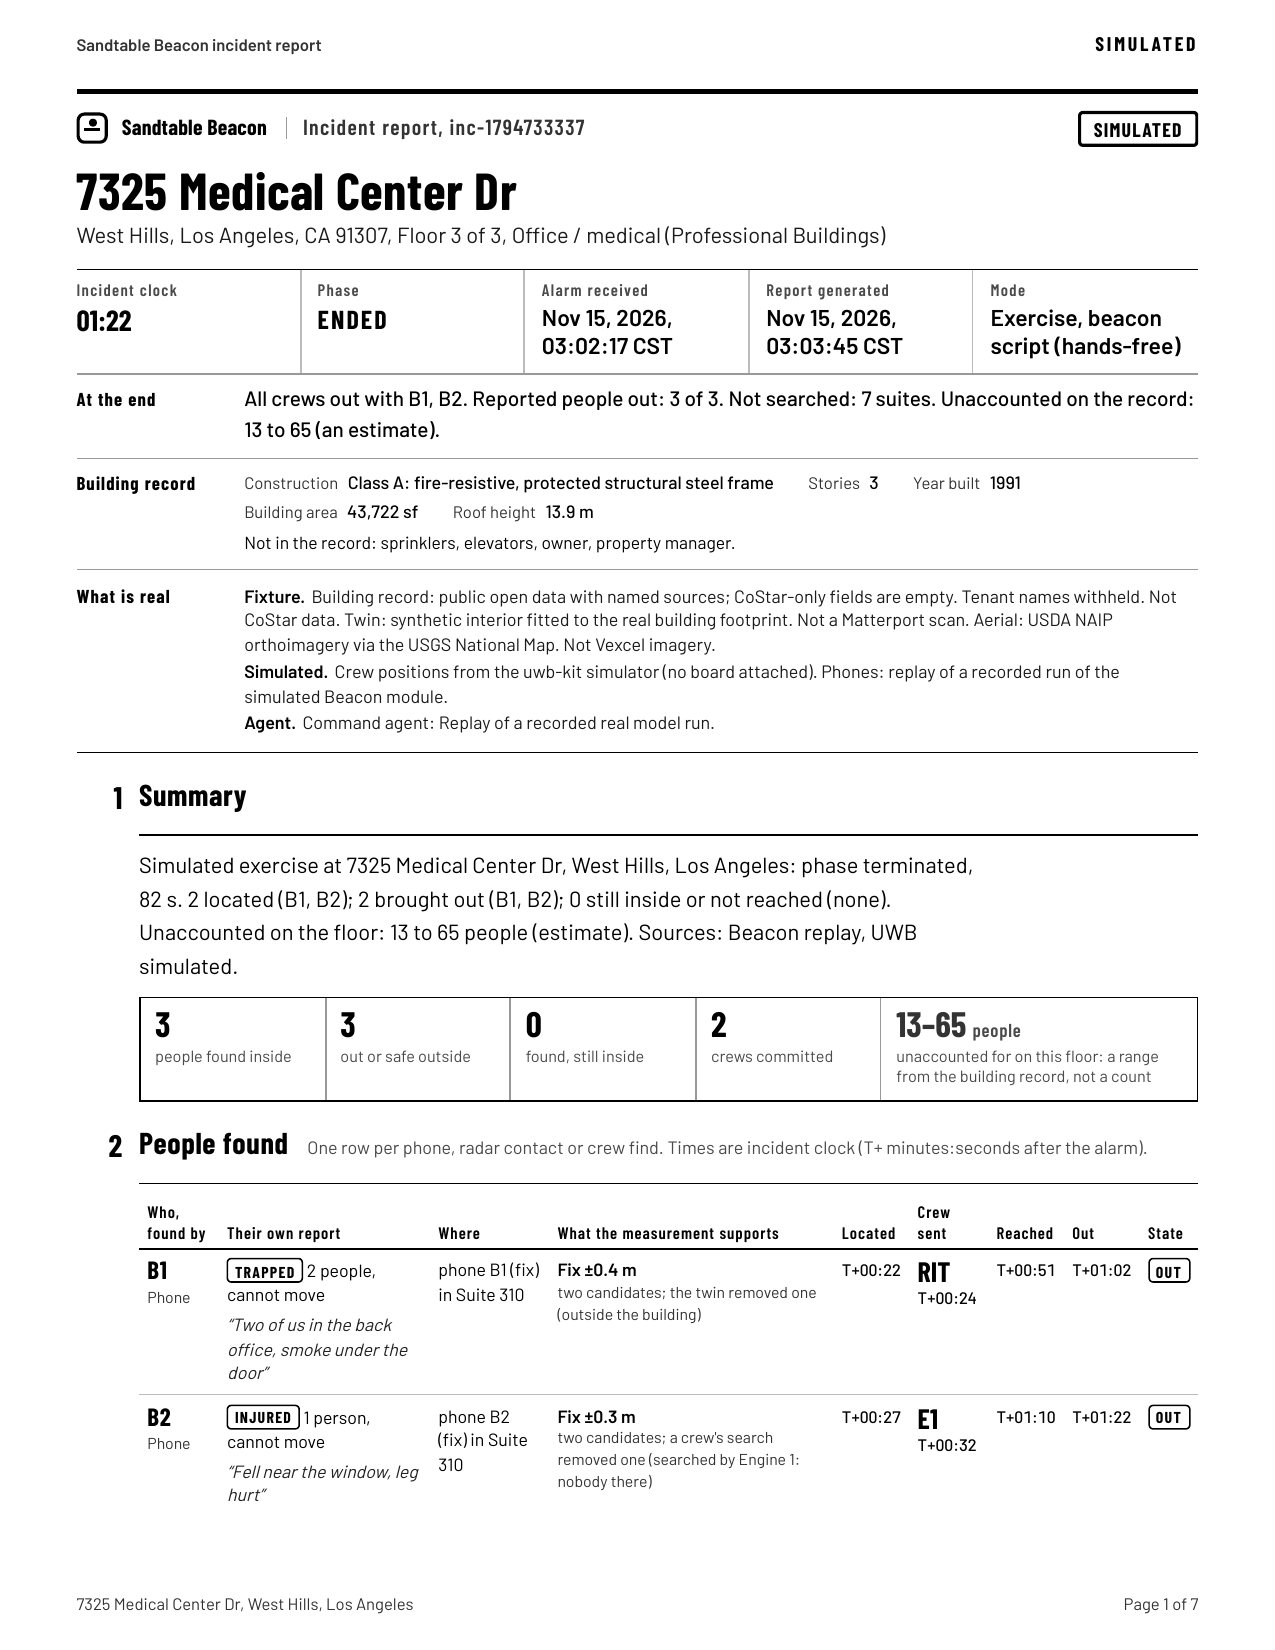 Sandtable Beacon incident report
SIMULATED
Sandtable Beacon | Incident report, inc-1794733337
SIMULATED
7325 Medical Center Dr
West Hills, Los Angeles, CA 91307, Floor 3 of 3, Office / medical (Professional Buildings)
Incident clock
01:22
Phase
ENDED
Alarm received
Nov 15, 2026,
03:02:17 CST
Report generated
Nov 15, 2026,
03:03:45 CST
Mode
Exercise, beacon
script (hands-free)
At the end
All crews out with B1, B2. Reported people out: 3 of 3. Not searched: 7 suites. Unaccounted on the record:
13 to 65 (an estimate).
Building record
Construction Class A: fire-resistive, protected structural steel frame Stories 3 Year built 1991
Building area 43,722 sf Roof height 13.9 m
Not in the record: sprinklers, elevators, owner, property manager.
What is real
Fixture. Building record: public open data with named sources; CoStar-only fields are empty. Tenant names withheld. Not
CoStar data. Twin: synthetic interior fitted to the real building footprint. Not a Matterport scan. Aerial: USDA NAIP
orthoimagery via the USGS National Map. Not Vexcel imagery.
Simulated. Crew positions from the uwb-kit simulator (no board attached). Phones: replay of a recorded run of the
simulated Beacon module.
Agent. Command agent: Replay of a recorded real model run.
1 Summary
Simulated exercise at 7325 Medical Center Dr, West Hills, Los Angeles: phase terminated,
82 s. 2 located (B1, B2); 2 brought out (B1, B2); 0 still inside or not reached (none).
Unaccounted on the floor: 13 to 65 people (estimate). Sources: Beacon replay, UWB
simulated.
3
people found inside
3
out or safe outside
0
found, still inside
2
crews committed
13–65 people
unaccounted for on this floor: a range
from the building record, not a count
2 People found One row per phone, radar contact or crew find. Times are incident clock (T+ minutes:seconds after the alarm).
Who,
found by
Their own report
Where
What the measurement supports
Located
Crew
sent
Reached
Out
State
B1
Phone
TRAPPED 2 people,
cannot move
“Two of us in the back
office, smoke under the
door”
phone B1 (fix)
in Suite 310
Fix ±0.4 m
two candidates; the twin removed one
(outside the building)
T+00:22
RIT
T+00:24
T+00:51
T+01:02
OUT
B2
Phone
INJURED 1 person,
cannot move
“Fell near the window, leg
hurt”
phone B2
(fix) in Suite
310
Fix ±0.3 m
two candidates; a crew's search
removed one (searched by Engine 1:
nobody there)
T+00:27
E1
T+00:32
T+01:10
T+01:22
OUT
7325 Medical Center Dr, West Hills, Los Angeles
Page 1 of 7